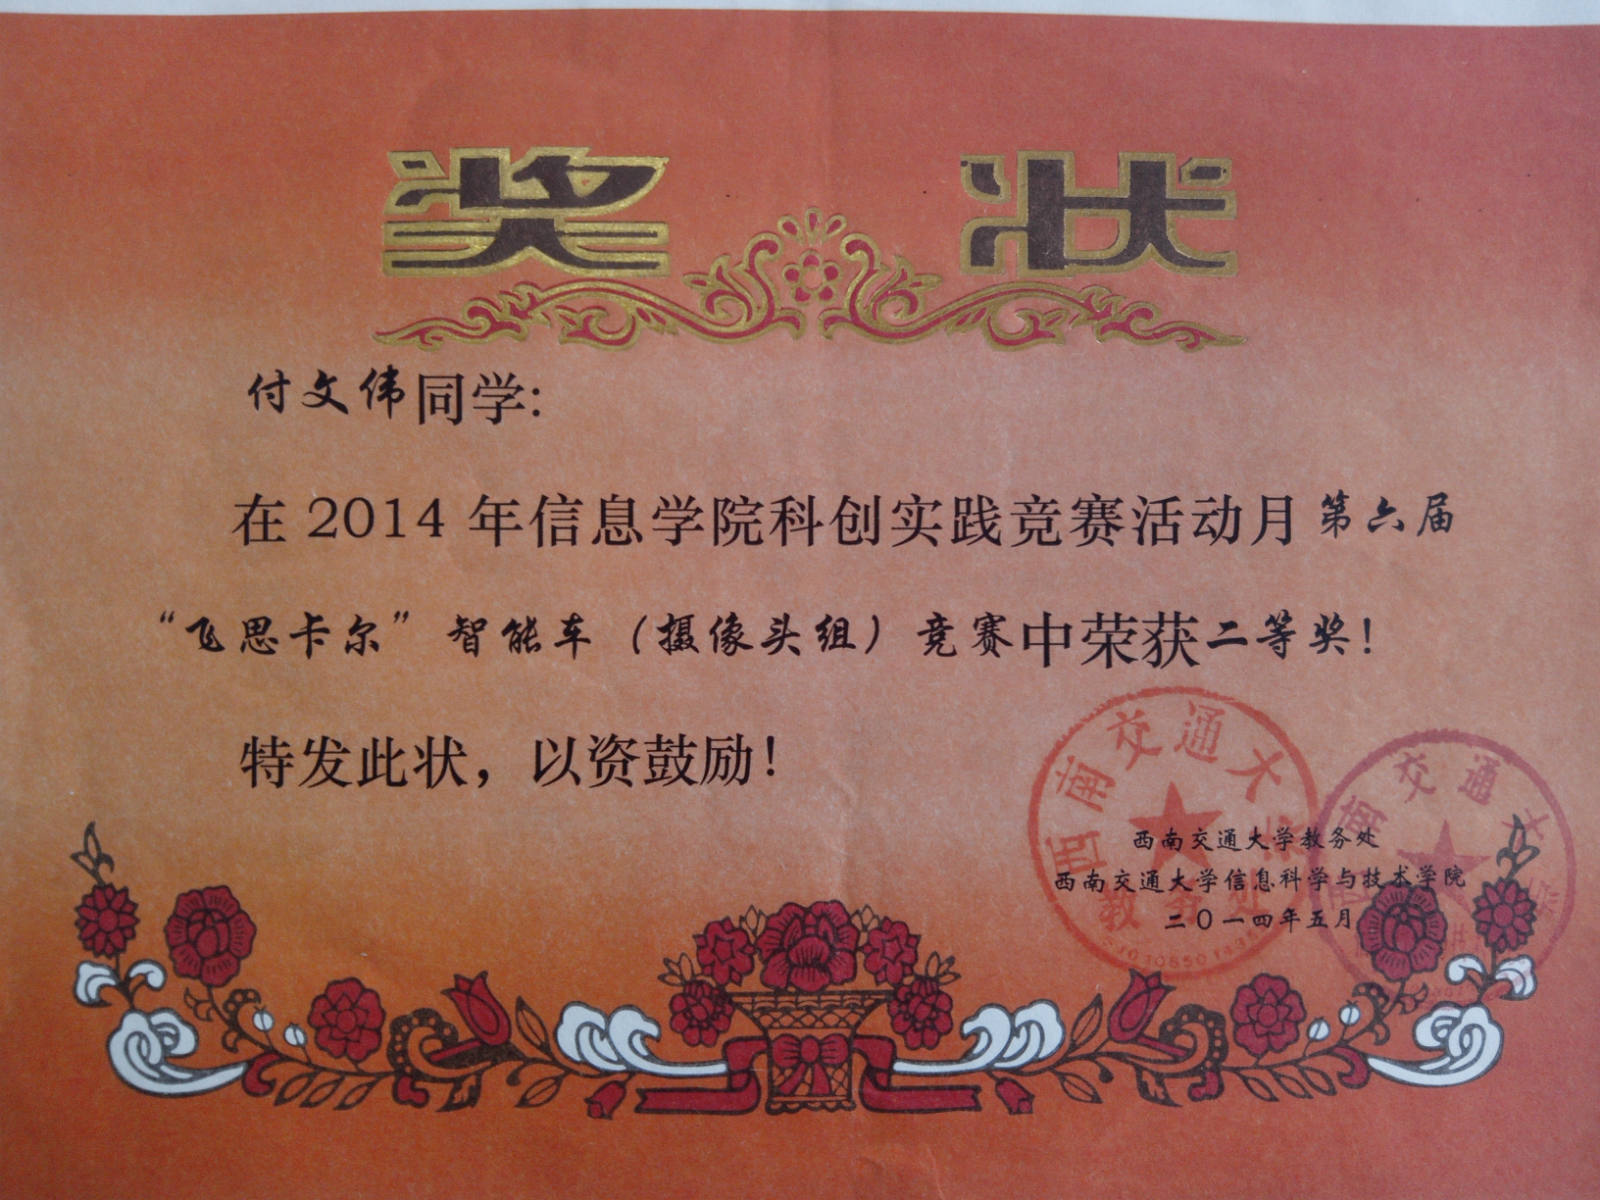 奖状
付文伟同学:
在 2014 年信息学院科创实践竞赛活动月第六届
“飞思卡尔”智能车（摄像头组）竞赛中荣获二等奖!
特发此状，以资鼓励!
西南交通大学教务处
西南交通大学信息科学与技术学院
二〇一四年五月
西南交通大学
教务处
南交通大